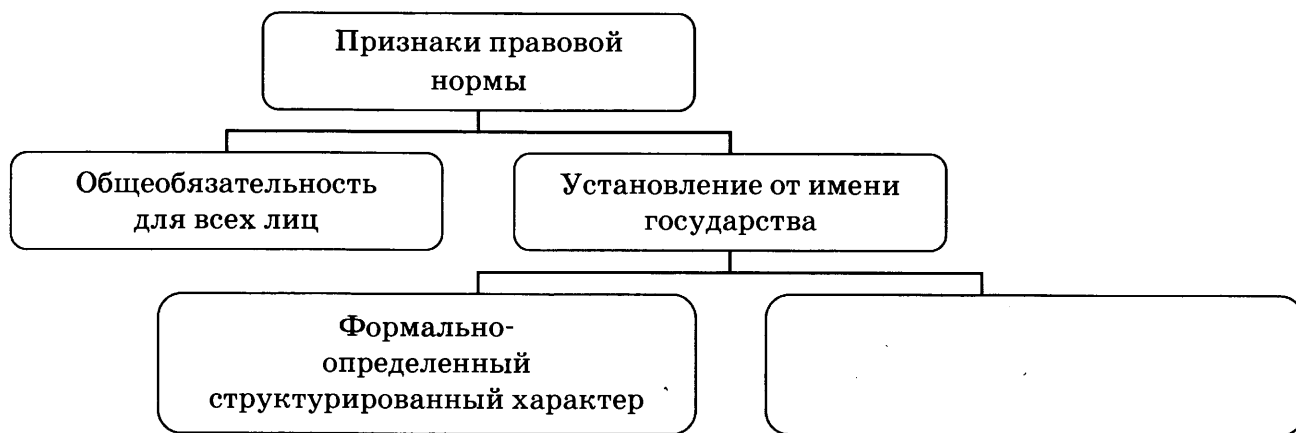 Признаки правовой
нормы
Общеобязательность
для всех лиц
Установление от имени
государства
Формально-
определенный
структурированный характер